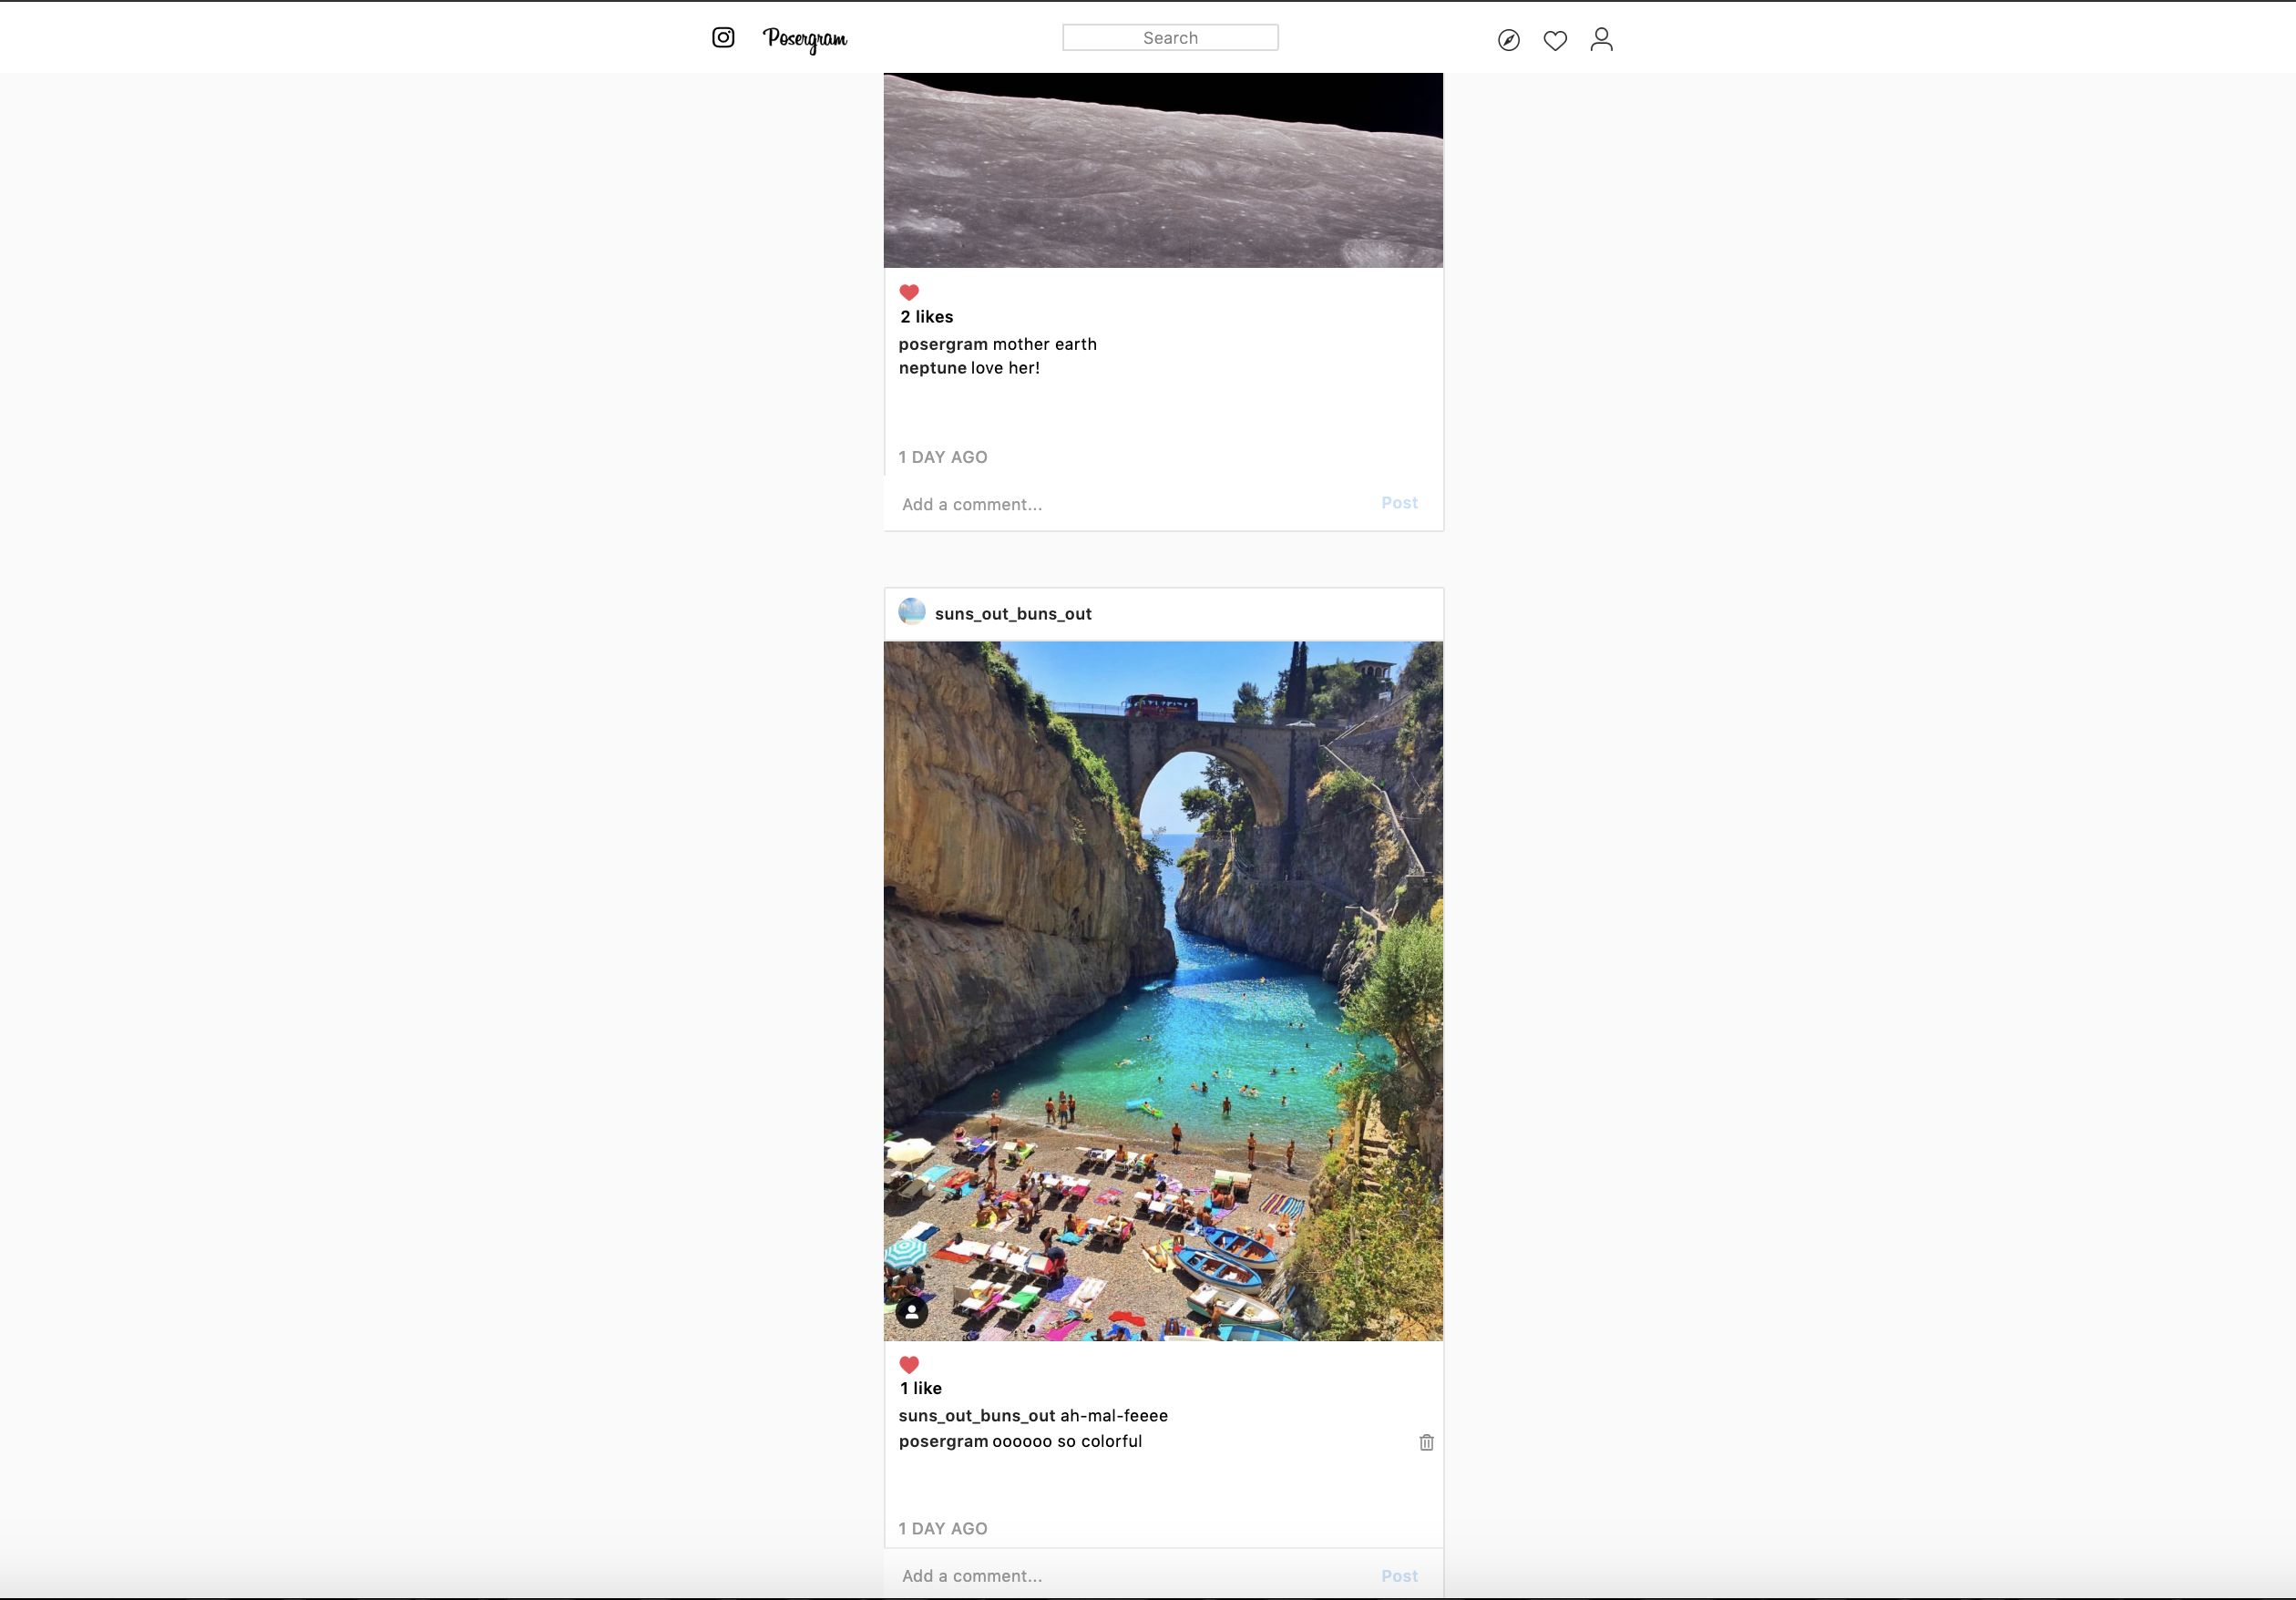 Posergram Search
2 likes
posergram mother earth
neptune love her!
1 DAY AGO
Add a comment... Post
suns_out_buns_out
1 like
suns_out_buns_out ah-mal-feeee
posergram oooooo so colorful
1 DAY AGO
Add a comment... Post